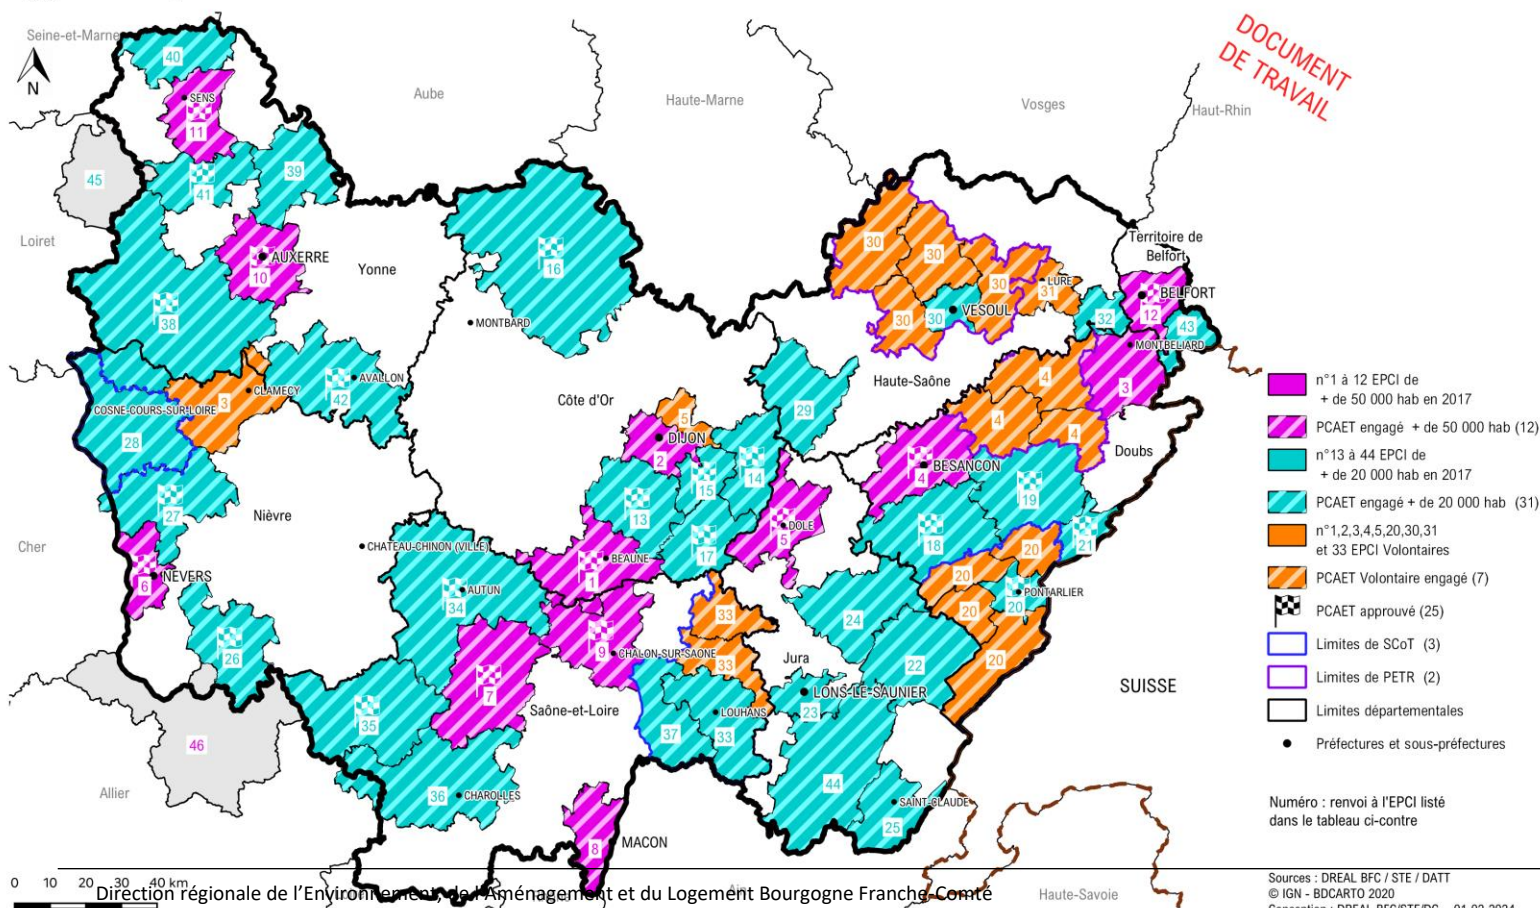 Seine-et-Marne
N
Aube
Haute-Marne
Vosges
Haut-Rhin
DOCUMENT
DE TRAVAIL
40
SENS
11
45
41
39
Loiret
AUXERRE
10
Yonne
16
38
MONTBARD
30
30
30
30
30
VESOUL
LURE
31
Territoire de
Belfort
BELFORT
12
32
43
MONTBELIARD
3
Haute-Saône
CLAMECY
3
AVALLON
42
COSNE-COURS-SUR-LOIRE
28
27
Côte d'Or
5
DIJON
2
29
4
4
4
Doubs
BESANCON
4
14
15
13
17
DOLE
5
19
18
21
Nièvre
Cher
NEVERS
6
CHATEAU-CHINON (VILLE)
AUTUN
34
BEAUNE
1
20
20
20
20
20
PONTARLIER
26
9
CHALON-SUR-SAONE
33
33
24
22
Jura
LONS-LE-SAUNIER
23
SUISSE
7
Saône-et-Loire
35
37
LOUHANS
33
46
Allier
36
CHAROLLES
44
SAINT-CLAUDE
25
8
MACON
Ain
Haute-Savoie
n°1 à 12 EPCI de
+ de 50 000 hab en 2017
PCAET engagé + de 50 000 hab (12)
n°13 à 44 EPCI de
+ de 20 000 hab en 2017
PCAET engagé + de 20 000 hab (31)
n°1,2,3,4,5,20,30,31
et 33 EPCI Volontaires
PCAET Volontaire engagé (7)
PCAET approuvé (25)
Limites de SCoT (3)
Limites de PETR (2)
Limites départementales
Préfectures et sous-préfectures
Numéro : renvoi à l'EPCI listé
dans le tableau ci-contre
0 10 20 30 40 km
Direction régionale de l'Environnement, de l'Aménagement et du Logement Bourgogne Franche-Comté
Sources : DREAL BFC / STE / DATT
© IGN - BDCARTO 2020